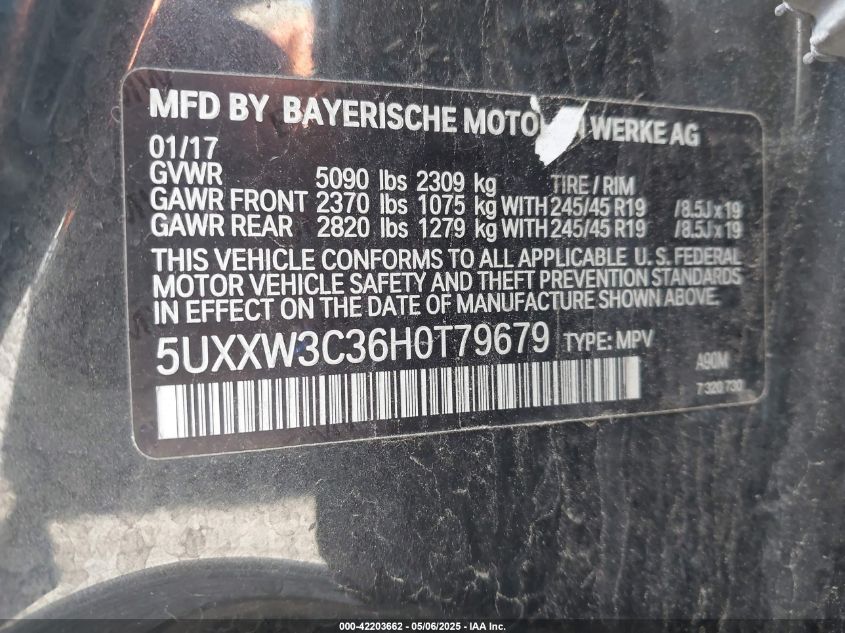 MFD BY BAYERISCHE WERKE AG
01/17
GVWR 5090 lbs 2309 kg TIRE / RIM
GAWR FRONT 2370 lbs 1075 kg WITH 245/45 R19 /8.5J x 19
GAWR REAR 2820 lbs 1279 kg WITH 245/45 R19 /8.5J x 19
THIS VEHICLE CONFORMS TO ALL APPLICABLE U.S. FEDERAL
MOTOR VEHICLE SAFETY AND THEFT PREVENTION STANDARDS
IN EFFECT ON THE DATE OF MANUFACTURE SHOWN ABOVE.
5UXXW3C36H0T79679 TYPE: MPV A90M
7 320 730
000-42203662 - 05/06/2025 - IAA Inc.